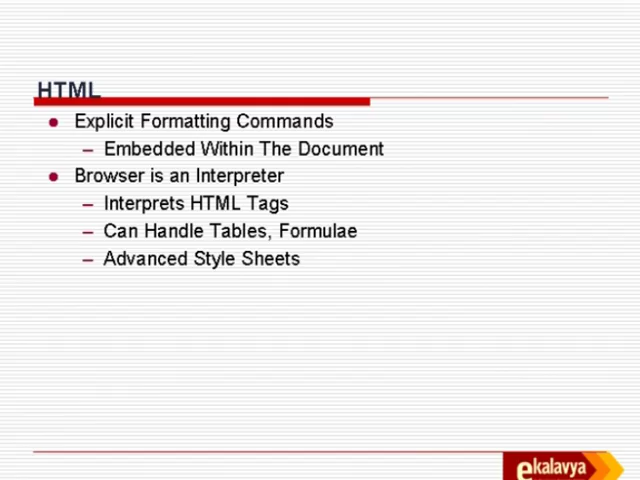 HTML
Explicit Formatting Commands
– Embedded Within The Document
Browser is an Interpreter
– Interprets HTML Tags
– Can Handle Tables, Formulae
– Advanced Style Sheets
ekalavya